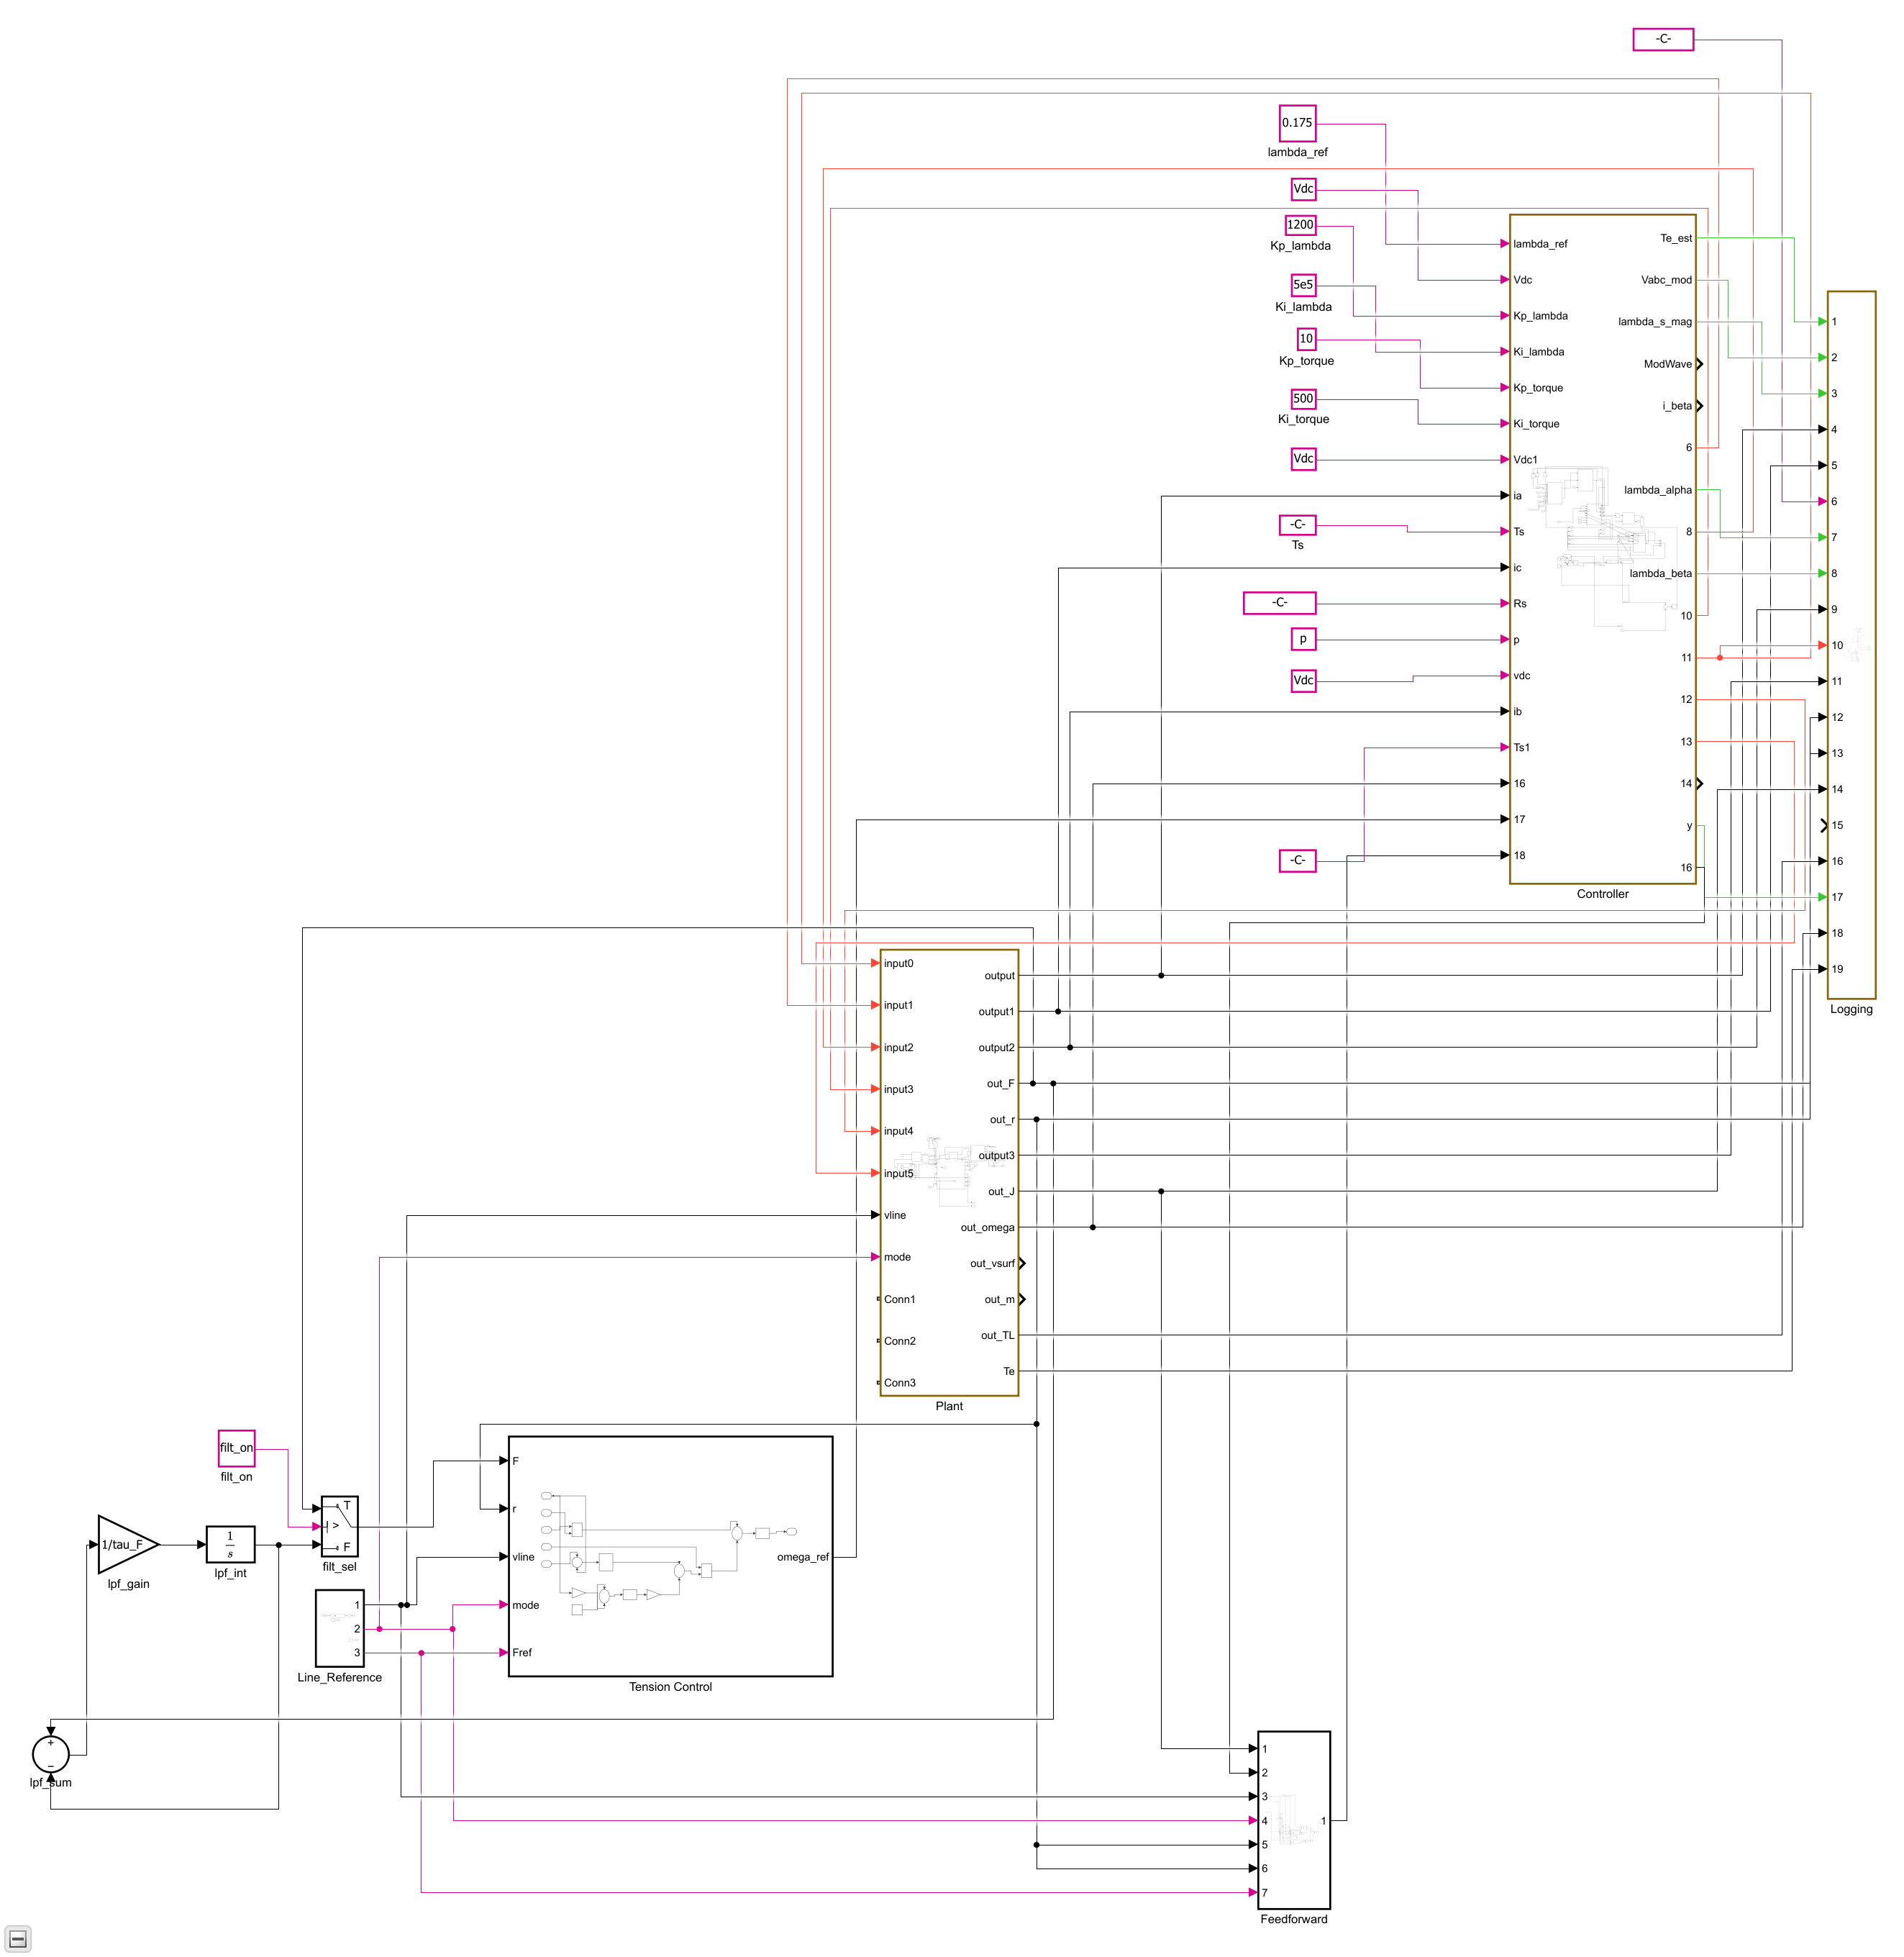 -C-
0.175
lambda_ref
Vdc
1200
Kp_lambda
5e5
Ki_lambda
10
Kp_torque
500
Ki_torque
Vdc
-C-
Ts
-C-
p
Vdc
-C-
lambda_ref
Vdc
Kp_lambda
Ki_lambda
Kp_torque
Ki_torque
Vdc1
ia
Ts
ic
Rs
p
vdc
ib
Ts1
16
17
18
Te_est
Vabc_mod
lambda_s_mag
ModWave
i_beta
6
lambda_alpha
8
lambda_beta
10
11
12
13
14
y
16
Controller
1
2
3
4
5
6
7
8
9
10
11
12
13
14
15
16
17
18
19
Logging
input0
input1
input2
input3
input4
input5
vline
mode
Conn1
Conn2
Conn3
output
output1
output2
out_F
out_r
output3
out_J
out_omega
out_vsurf
out_m
out_TL
Te
Plant
filt_on
filt_on
1/tau_F
lpf_gain
1
s
lpf_int
T
>
F
filt_sel
1
2
3
Line_Reference
F
r
vline
mode
Fref
omega_ref
Tension Control
+
−
lpf_sum
1
2
3
4
5
6
7
1
Feedforward